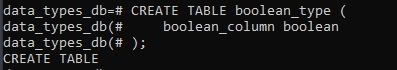 data_types_db=# CREATE TABLE boolean_type (
data_types_db(#     boolean_column boolean
data_types_db(# );
CREATE TABLE